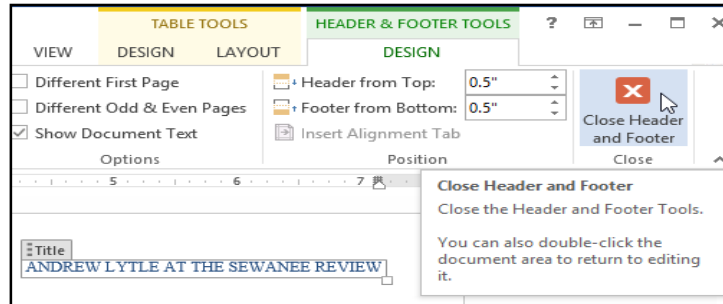 TABLE TOOLS HEADER & FOOTER TOOLS ?
VIEW DESIGN LAYOUT DESIGN
Different First Page
Different Odd & Even Pages
Show Document Text
Options
Header from Top: 0.5"
Footer from Bottom: 0.5"
Insert Alignment Tab
Position
Close Header
and Footer
Close
5 6 7
Close Header and Footer
Close the Header and Footer Tools.
You can also double-click the
document area to return to editing
it.
Title
ANDREW LYTLE AT THE SEWANEE REVIEW